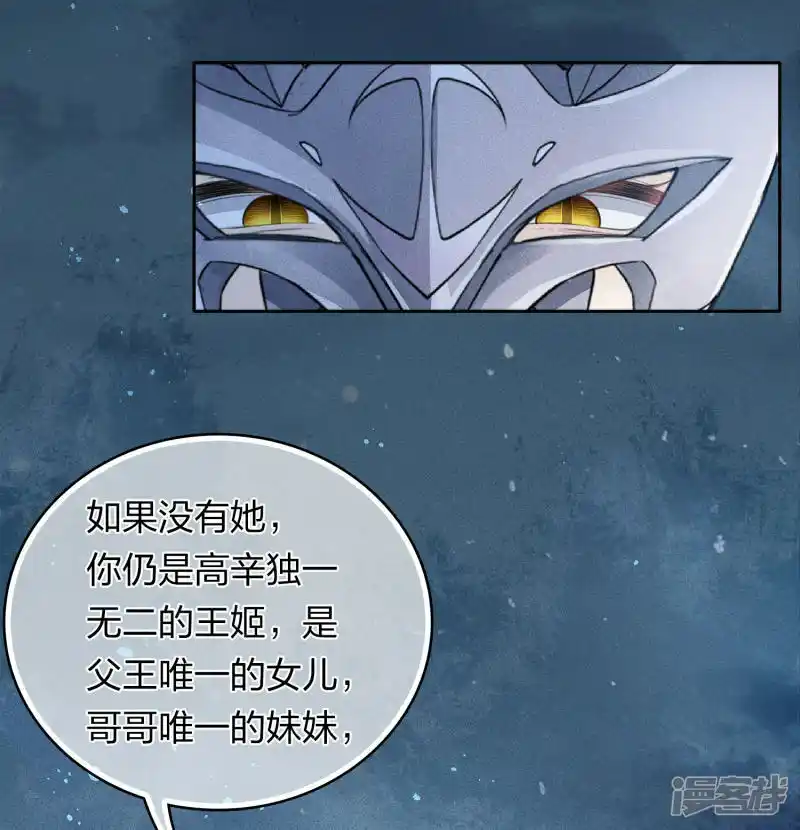 如果没有她，
你仍是高辛独一
无二的王姬，是
父王唯一的女儿，
哥哥唯一的妹妹，
漫客栈